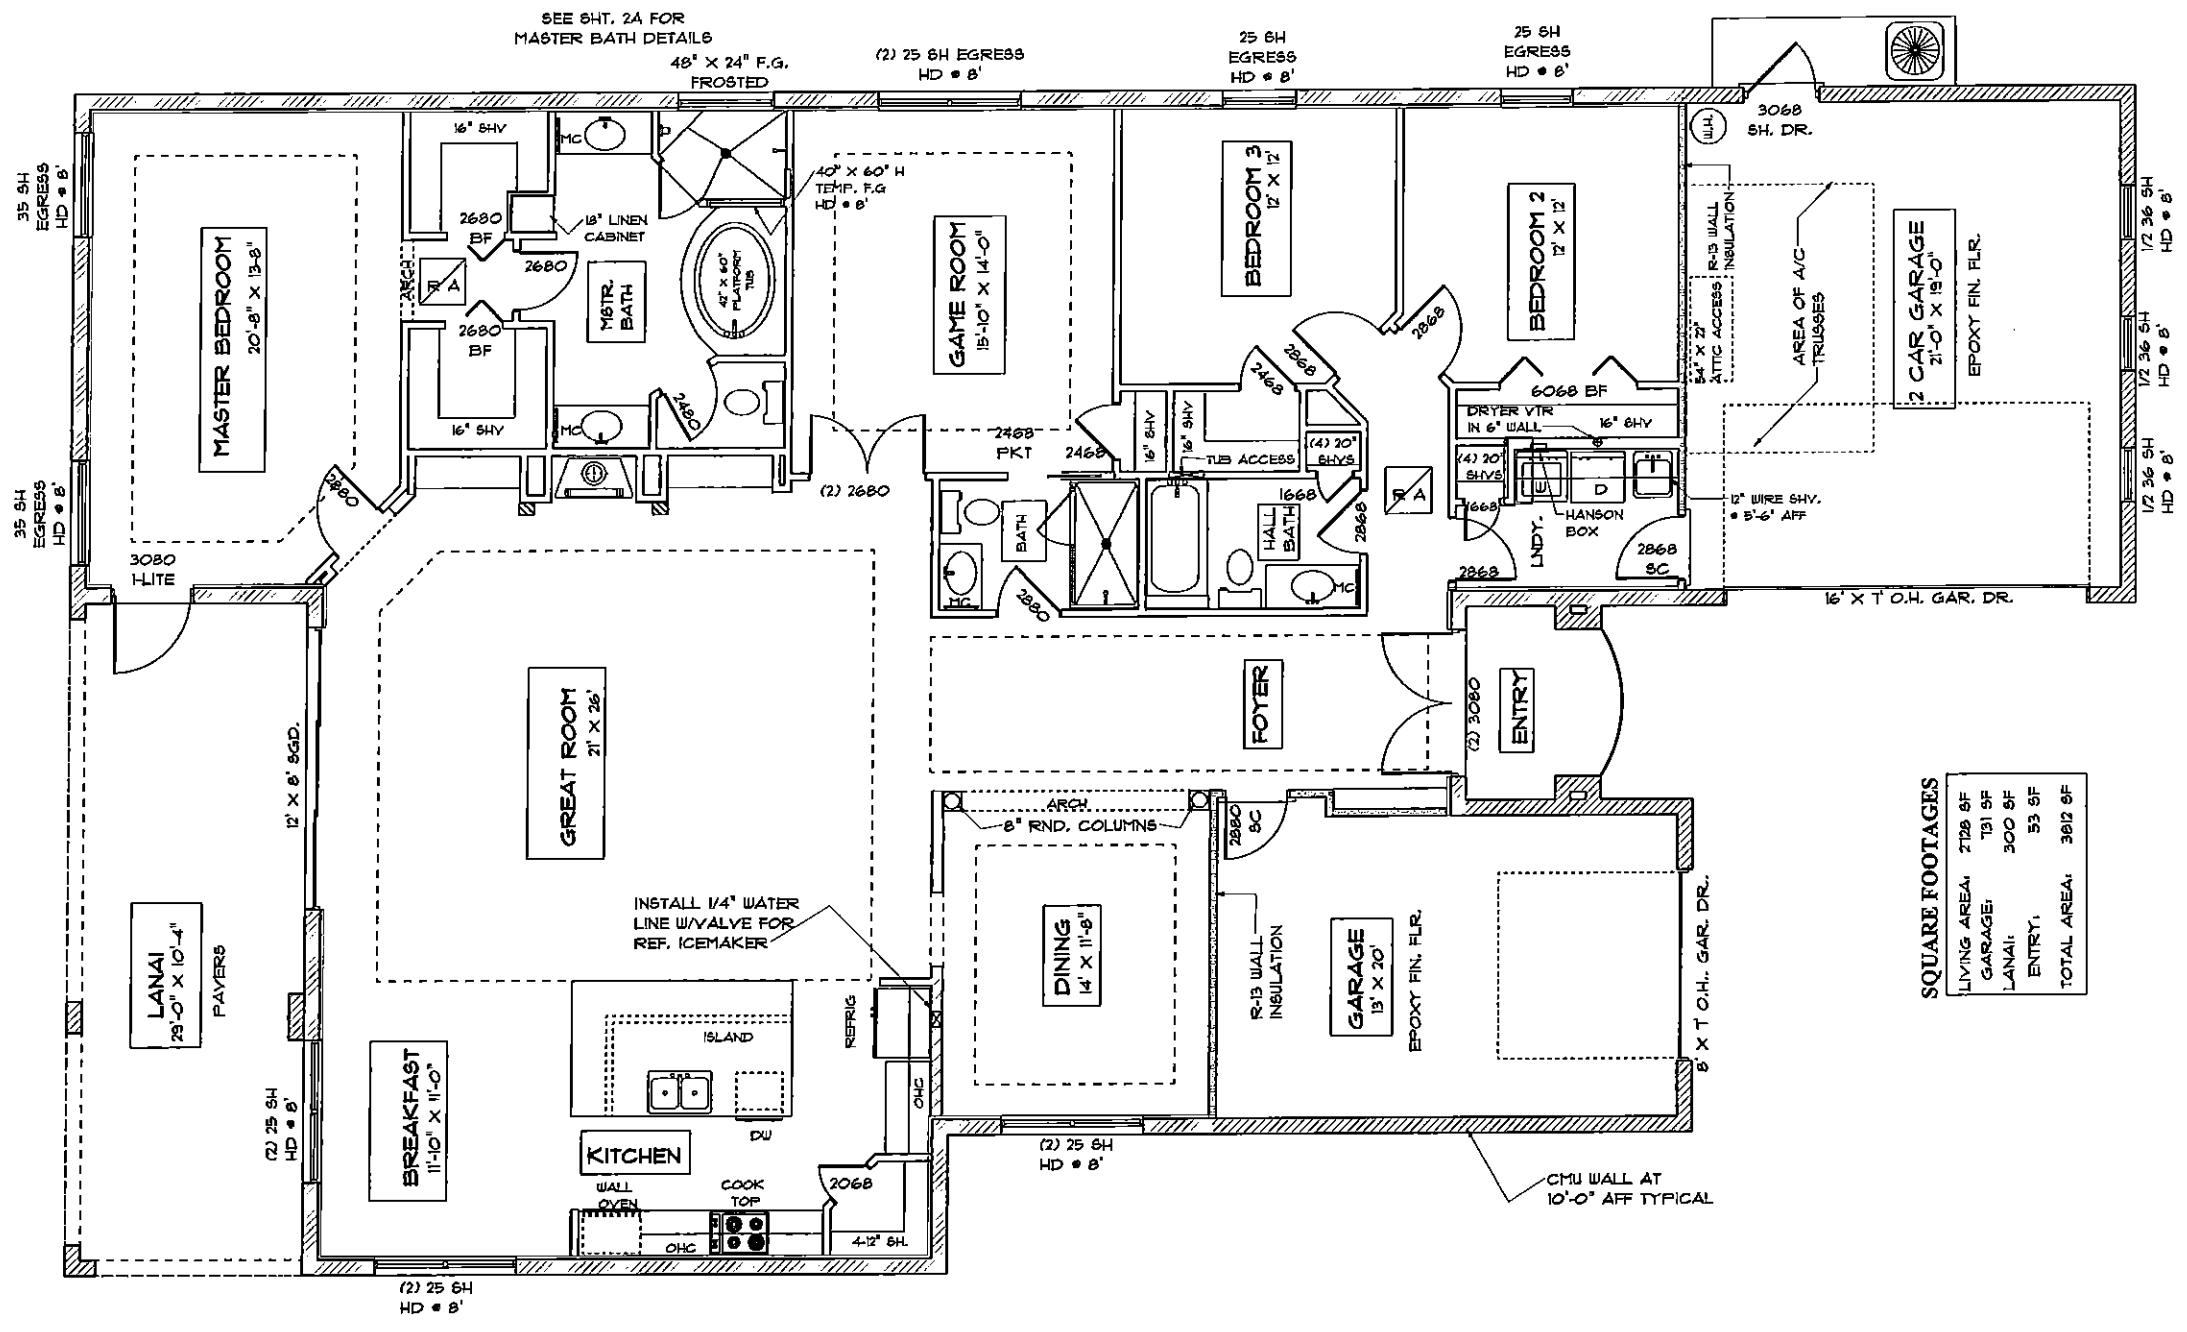 SEE SHT. 2A FOR
MASTER BATH DETAILS
48" X 24" F.G.
FROSTED
(2) 25 SH EGRESS
HD @ 8'
25 SH
EGRESS
HD @ 8'
25 SH
EGRESS
HD @ 8'
3068
SH. DR.
W.H.
35 SH
EGRESS
HD @ 8'
MASTER BEDROOM
20'-8" X 13'-8"
16" SHV
MC
2680
BF
18" LINEN
CABINET
ARCH
R A
2680
2680
BF
16" SHV
MSTR.
BATH
42" X 60"
PLATFORM
TUB
40" X 60" H
TEMP. F.G
HD @ 8'
MC
2480
GAME ROOM
15'-10" X 14'-0"
BEDROOM 3
12' X 12'
BEDROOM 2
12' X 12'
R-13 WALL
INSULATION
54" X 22"
ATTIC ACCESS
AREA OF A/C
TRUSSES
2 CAR GARAGE
21'-0" X 19'-0"
EPOXY FIN. FLR.
1/2 36 SH
HD @ 8'
1/2 36 SH
HD @ 8'
1/2 36 SH
HD @ 8'
2868
2868
2468
6068 BF
DRYER VTR
IN 6" WALL
16" SHV
2468
PKT
2468
16" SHV
16" SHV
TUB ACCESS
(4) 20"
SHVS
(4) 20"
SHVS
(2) 2680
2880
35 SH
EGRESS
HD @ 8'
3080
1-LITE
BATH
MC
2880
HALL
BATH
1668
2868
MC
R A
1668
D
HANSON
BOX
LNDY.
2868
2868
SC
12" WIRE SHV.
@ 5'-6" AFF
16' X 7' O.H. GAR. DR.
GREAT ROOM
21' X 26'
12' X 8' SGD.
FOYER
(2) 3080
ENTRY
ARCH
8" RND. COLUMNS
2880
SC
LANAI
29'-0" X 10'-4"
PAVERS
INSTALL 1/4" WATER
LINE W/VALVE FOR
REF. ICEMAKER
DINING
14' X 11'-8"
R-13 WALL
INSULATION
GARAGE
13' X 20'
EPOXY FIN. FLR.
8' X 7' O.H. GAR. DR.
SQUARE FOOTAGES
LIVING AREA: 2728 SF
GARAGE: 731 SF
LANAI: 300 SF
ENTRY: 53 SF
TOTAL AREA: 3812 SF
REFRIG
ISLAND
DW
OHC
BREAKFAST
11'-10" X 11'-0"
(2) 25 SH
HD @ 8'
KITCHEN
WALL
OVEN
COOK
TOP
2068
OHC
4-12" SH.
(2) 25 SH
HD @ 8'
CMU WALL AT
10'-0" AFF TYPICAL
(2) 25 SH
HD @ 8'